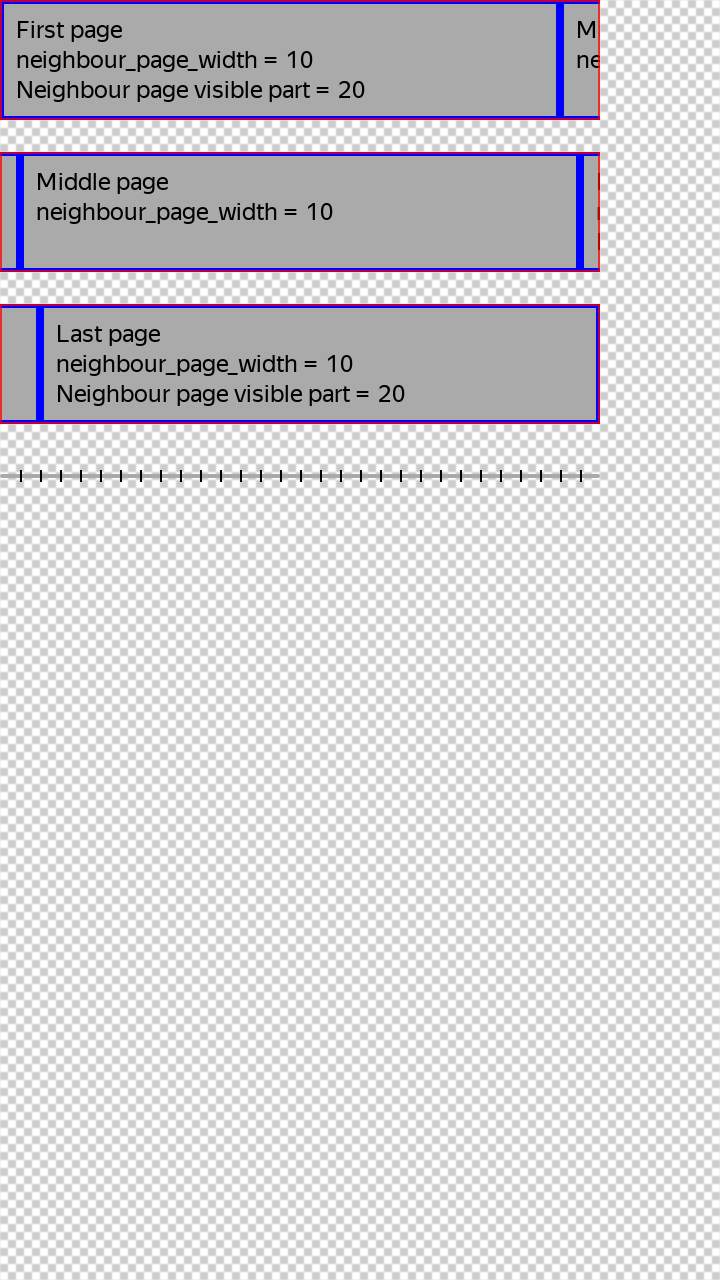 First page
neighbour_page_width = 10
Neighbour page visible part = 20
M
ne
Middle page
neighbour_page_width = 10
Last page
neighbour_page_width = 10
Neighbour page visible part = 20